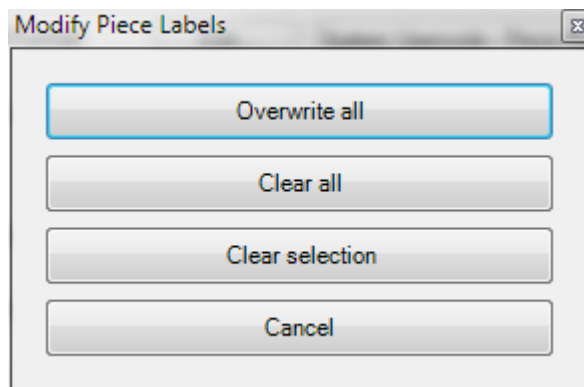 Modify Piece Labels
Overwrite all
Clear all
Clear selection
Cancel